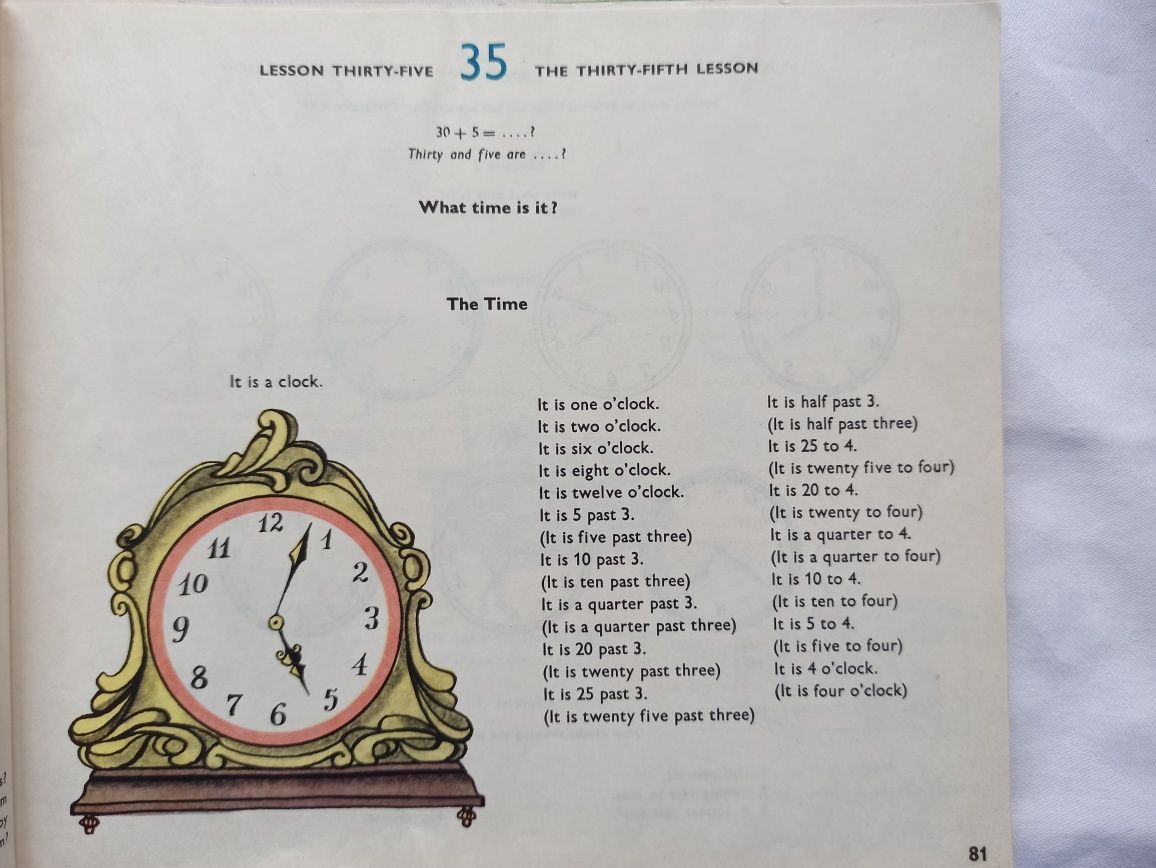 LESSON THIRTY-FIVE 35 THE THIRTY-FIFTH LESSON
30 + 5 = ....?
Thirty and five are ....?
What time is it?
The Time
It is a clock.
12
1
2
3
4
5
6
7
8
9
10
11
It is one o'clock.
It is two o'clock.
It is six o'clock.
It is eight o'clock.
It is twelve o'clock.
It is 5 past 3.
(It is five past three)
It is 10 past 3.
(It is ten past three)
It is a quarter past 3.
(It is a quarter past three)
It is 20 past 3.
(It is twenty past three)
It is 25 past 3.
(It is twenty five past three)
It is half past 3.
(It is half past three)
It is 25 to 4.
(It is twenty five to four)
It is 20 to 4.
(It is twenty to four)
It is a quarter to 4.
(It is a quarter to four)
It is 10 to 4.
(It is ten to four)
It is 5 to 4.
(It is five to four)
It is 4 o'clock.
(It is four o'clock)
81